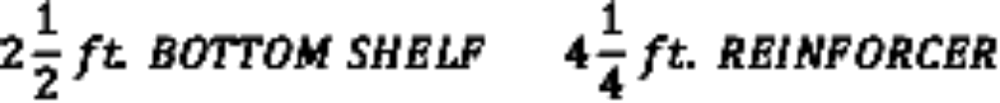 2 1/2 ft. BOTTOM SHELF 4 1/4 ft. REINFORCER